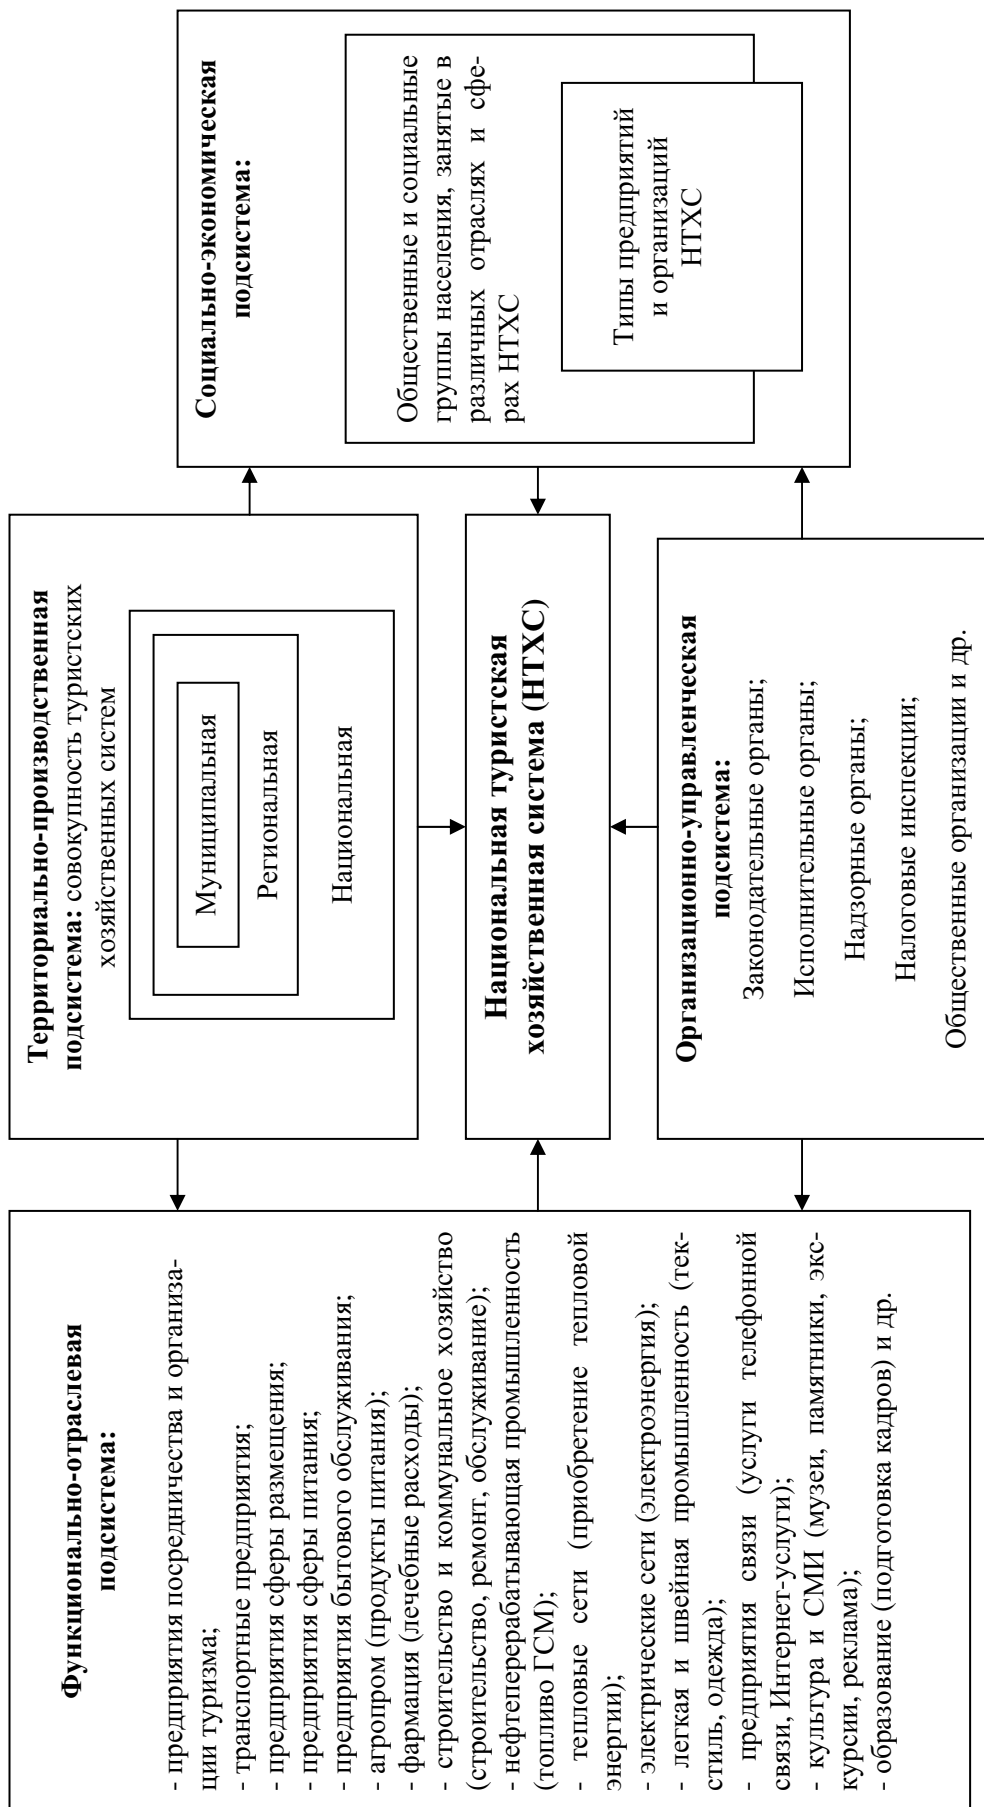 Функционально-отраслевая
подсистема:
- предприятия посредничества и организа-
ции туризма;
- транспортные предприятия;
- предприятия сферы размещения;
- предприятия сферы питания;
- предприятия бытового обслуживания;
- агропром (продукты питания);
- фармация (лечебные расходы);
- строительство и коммунальное хозяйство
(строительство, ремонт, обслуживание);
- нефтеперерабатывающая промышленность
(топливо ГСМ);
- тепловые сети (приобретение тепловой
энергии);
- электрические сети (электроэнергия);
- легкая и швейная промышленность (тек-
стиль, одежда);
- предприятия связи (услуги телефонной
связи, Интернет-услуги);
- культура и СМИ (музеи, памятники, экс-
курсии, реклама);
- образование (подготовка кадров) и др.
Территориально-производственная
подсистема: совокупность туристских
хозяйственных систем
Муниципальная
Региональная
Национальная
Национальная туристская
хозяйственная система (НТХС)
Организационно-управленческая
подсистема:
Законодательные органы;
Исполнительные органы;
Надзорные органы;
Налоговые инспекции;
Общественные организации и др.
Социально-экономическая
подсистема:
Общественные и социальные
группы населения, занятые в
различных отраслях и сфе-
рах НТХС
Типы предприятий
и организаций
НТХС